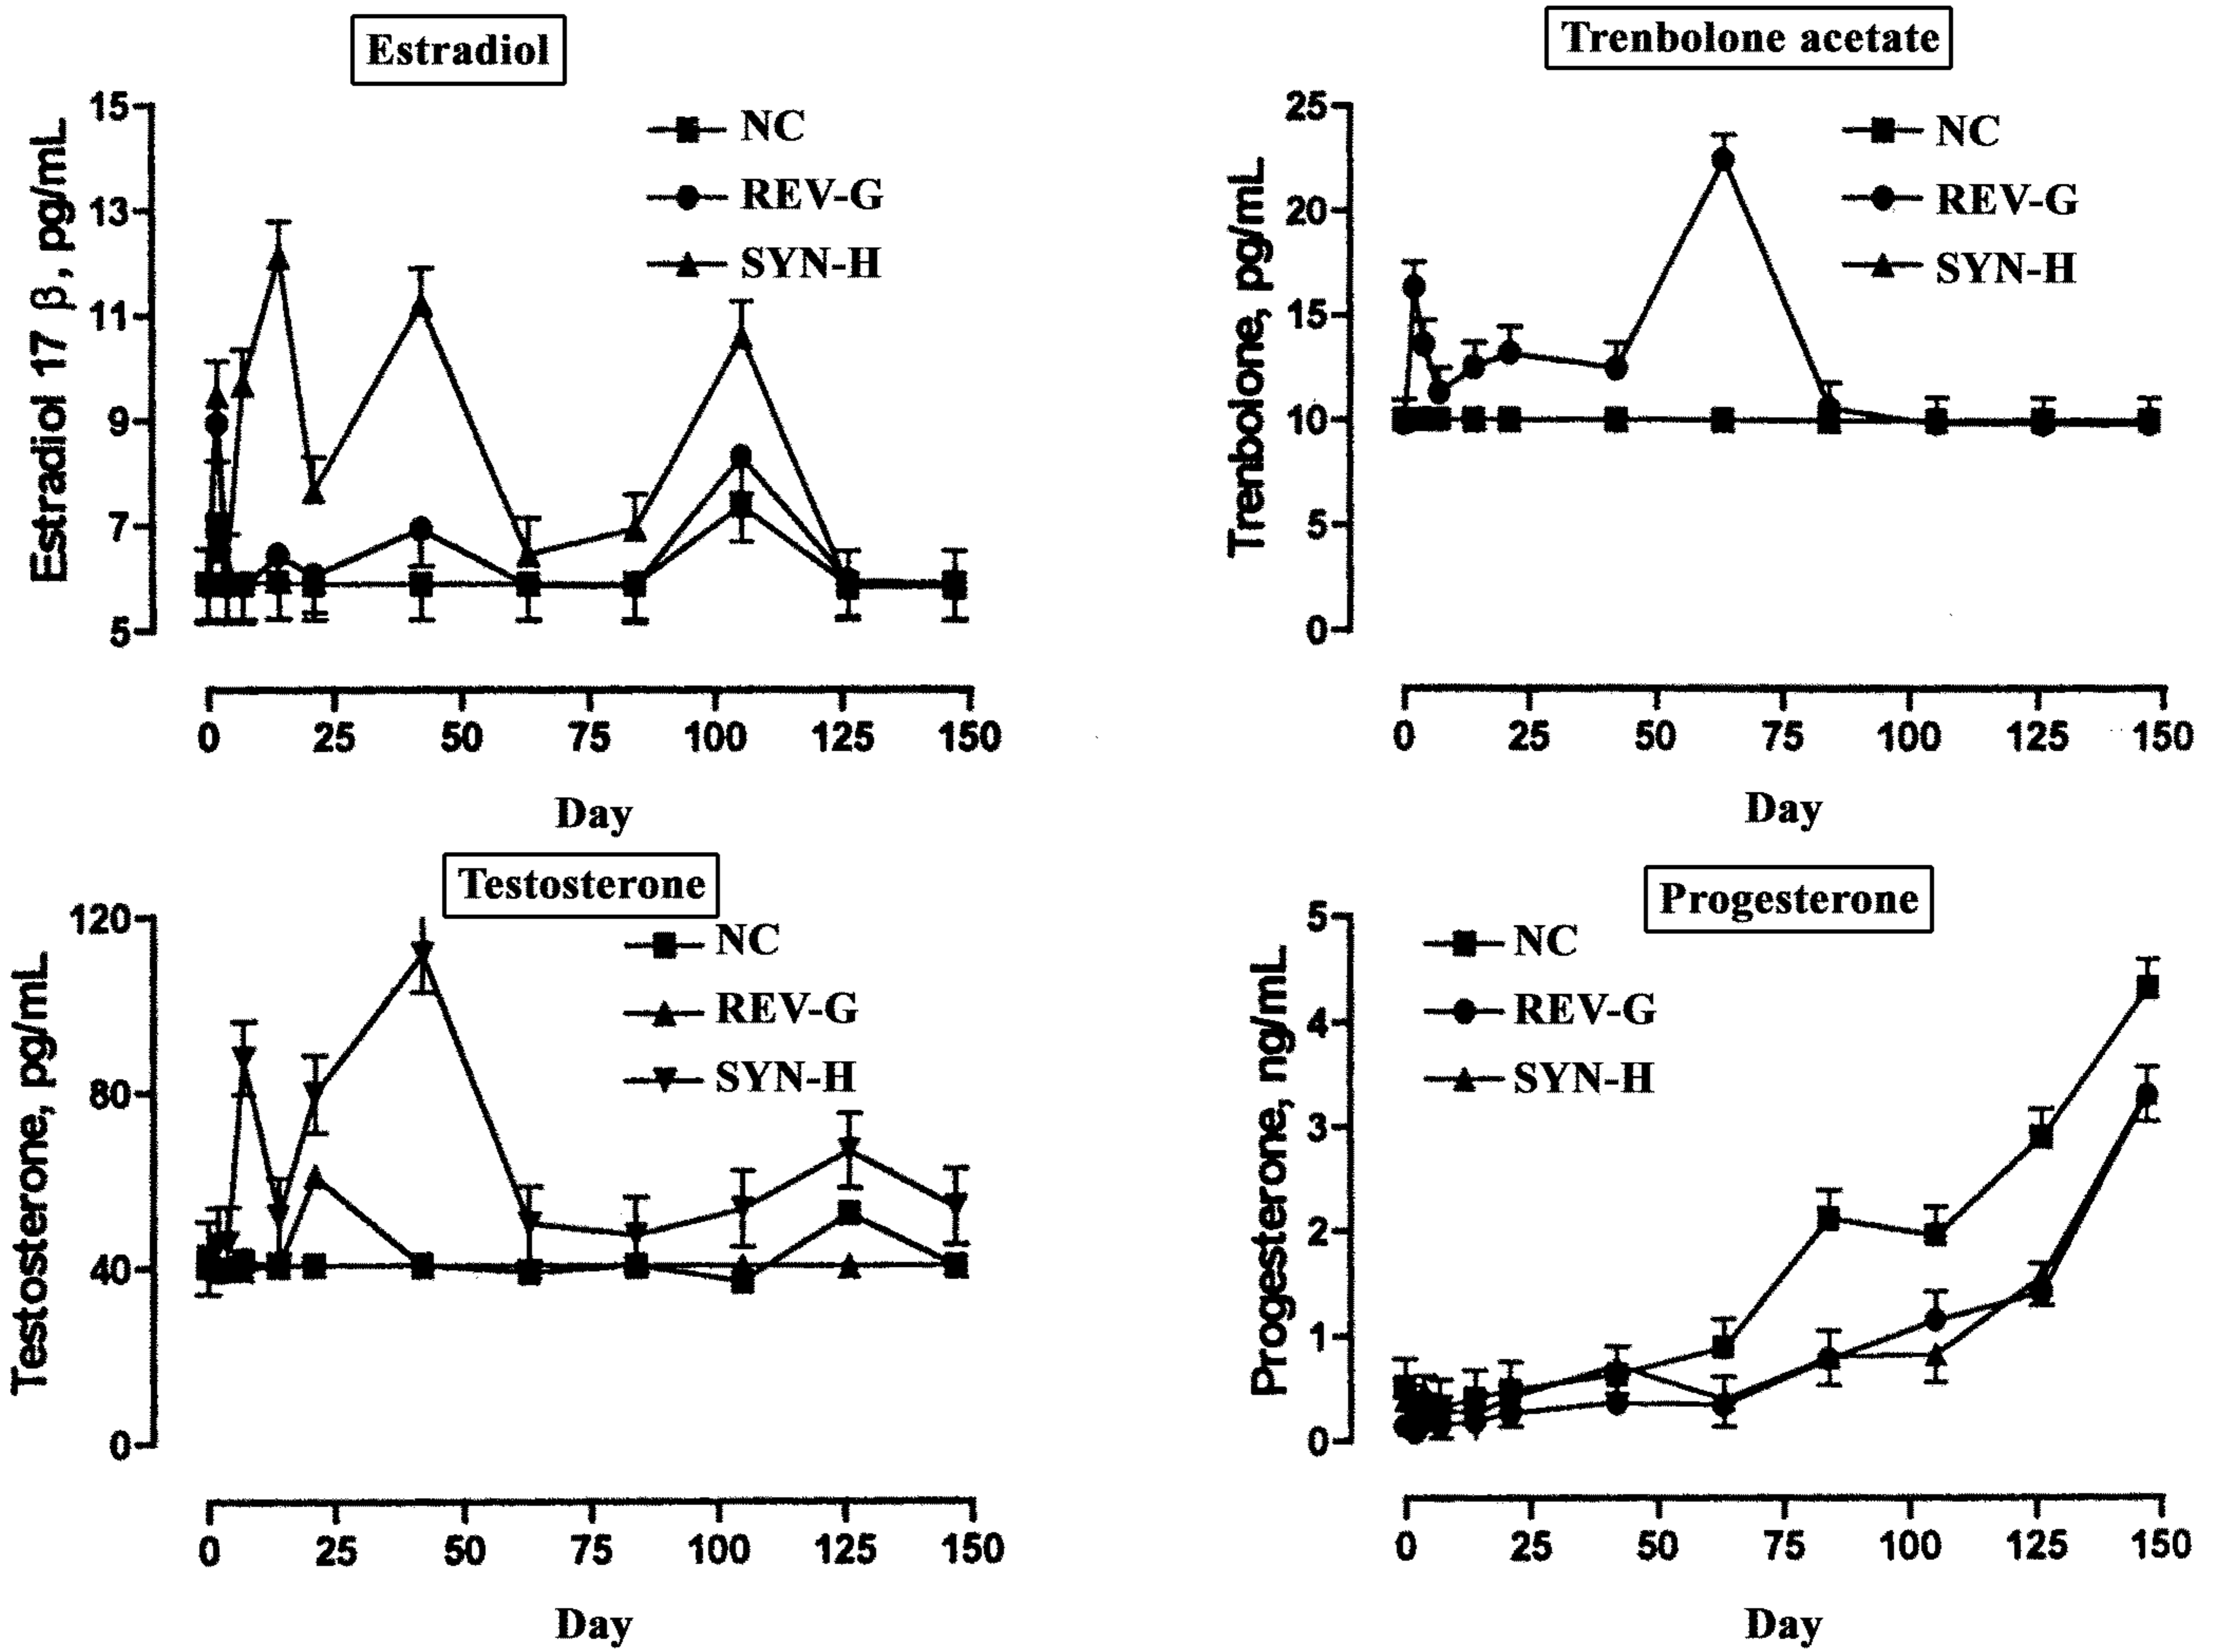 Estradiol
Estradiol 17 β, pg/mL
15
13
11
9
7
5
NC
REV-G
SYN-H
0 25 50 75 100 125 150
Day
Trenbolone acetate
Trenbolone, pg/mL
25
20
15
10
5
0
NC
REV-G
SYN-H
0 25 50 75 100 125 150
Day
Testosterone
Testosterone, pg/mL
120
80
40
0
NC
REV-G
SYN-H
0 25 50 75 100 125 150
Day
Progesterone
Progesterone, ng/mL
5
4
3
2
1
0
NC
REV-G
SYN-H
0 25 50 75 100 125 150
Day